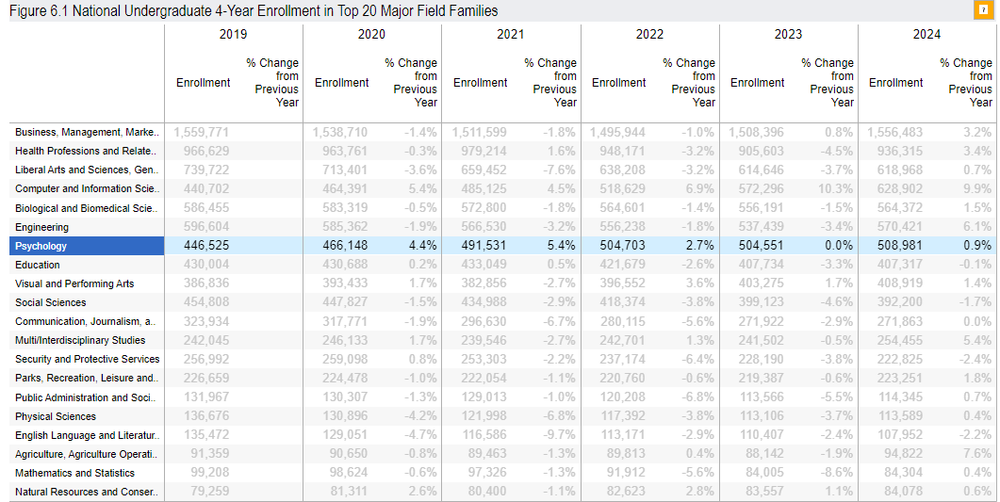 Figure 6.1 National Undergraduate 4-Year Enrollment in Top 20 Major Field Families
?
2019 2020 2021 2022 2023 2024
Enrollment % Change from Previous Year Enrollment % Change from Previous Year Enrollment % Change from Previous Year Enrollment % Change from Previous Year Enrollment % Change from Previous Year Enrollment % Change from Previous Year
Business, Management, Marke.. 1,559,771 1,538,710 -1.4% 1,511,599 -1.8% 1,495,944 -1.0% 1,508,396 0.8% 1,556,483 3.2%
Health Professions and Relate.. 966,629 963,761 -0.3% 979,214 1.6% 948,171 -3.2% 905,603 -4.5% 936,315 3.4%
Liberal Arts and Sciences, Gen.. 739,722 713,401 -3.6% 659,452 -7.6% 638,208 -3.2% 614,646 -3.7% 618,968 0.7%
Computer and Information Scie.. 440,702 464,391 5.4% 485,125 4.5% 518,629 6.9% 572,296 10.3% 628,902 9.9%
Biological and Biomedical Scie.. 586,455 583,319 -0.5% 572,800 -1.8% 564,601 -1.4% 556,191 -1.5% 564,372 1.5%
Engineering 596,604 585,362 -1.9% 566,530 -3.2% 556,238 -1.8% 537,439 -3.4% 570,421 6.1%
Psychology 446,525 466,148 4.4% 491,531 5.4% 504,703 2.7% 504,551 0.0% 508,981 0.9%
Education 430,004 430,688 0.2% 433,049 0.5% 421,679 -2.6% 407,734 -3.3% 407,317 -0.1%
Visual and Performing Arts 386,836 393,433 1.7% 382,856 -2.7% 396,552 3.6% 403,275 1.7% 408,919 1.4%
Social Sciences 454,808 447,827 -1.5% 434,988 -2.9% 418,374 -3.8% 399,123 -4.6% 392,200 -1.7%
Communication, Journalism, a.. 323,934 317,771 -1.9% 296,630 -6.7% 280,115 -5.6% 271,922 -2.9% 271,863 0.0%
Multi/Interdisciplinary Studies 242,045 246,133 1.7% 239,546 -2.7% 242,701 1.3% 241,502 -0.5% 254,455 5.4%
Security and Protective Services 256,992 259,098 0.8% 253,303 -2.2% 237,174 -6.4% 228,190 -3.8% 222,825 -2.4%
Parks, Recreation, Leisure and.. 226,659 224,478 -1.0% 222,054 -1.1% 220,760 -0.6% 219,387 -0.6% 223,251 1.8%
Public Administration and Soci.. 131,967 130,307 -1.3% 129,013 -1.0% 120,208 -6.8% 113,566 -5.5% 114,345 0.7%
Physical Sciences 136,676 130,896 -4.2% 121,998 -6.8% 117,392 -3.8% 113,106 -3.7% 113,589 0.4%
English Language and Literatur.. 135,472 129,051 -4.7% 116,586 -9.7% 113,171 -2.9% 110,407 -2.4% 107,952 -2.2%
Agriculture, Agriculture Operati.. 91,359 90,650 -0.8% 89,463 -1.3% 89,813 0.4% 88,142 -1.9% 94,822 7.6%
Mathematics and Statistics 99,208 98,624 -0.6% 97,326 -1.3% 91,912 -5.6% 84,005 -8.6% 84,304 0.4%
Natural Resources and Conser.. 79,259 81,311 2.6% 80,400 -1.1% 82,623 2.8% 83,557 1.1% 84,078 0.6%